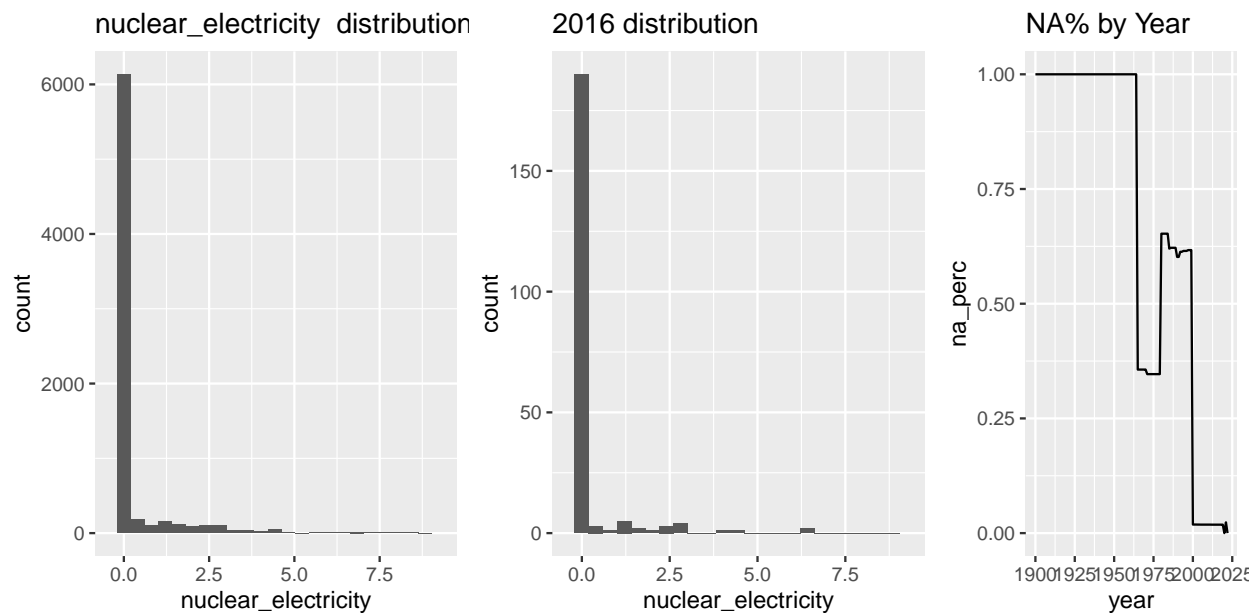 nuclear_electricity distribution
6000
4000
2000
0
count
0.0 2.5 5.0 7.5
nuclear_electricity
2016 distribution
150
100
50
0
count
0.0 2.5 5.0 7.5
nuclear_electricity
NA% by Year
1.00
0.75
0.50
0.25
0.00
na_perc
1900 1925 1950 1975 2000 2025
year